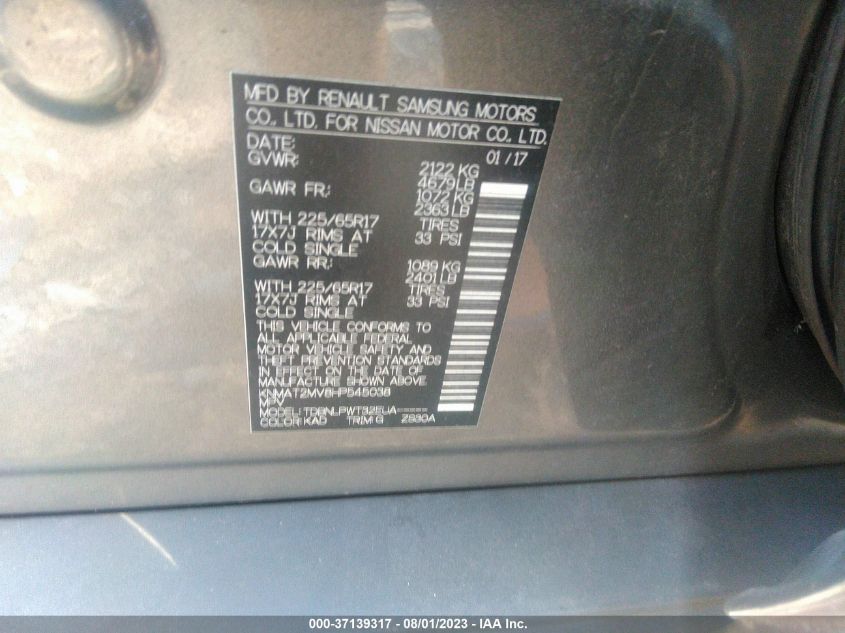 MFD BY RENAULT SAMSUNG MOTORS
CO., LTD. FOR NISSAN MOTOR CO., LTD.
DATE: 01/17
GVWR: 2122 KG
4679 LB
GAWR FR.: 1072 KG
2363 LB
WITH 225/65R17 TIRES
17X7J RIMS AT 33 PSI
COLD SINGLE
GAWR RR.: 1089 KG
2401 LB
WITH 225/65R17 TIRES
17X7J RIMS AT 33 PSI
COLD SINGLE
THIS VEHICLE CONFORMS TO
ALL APPLICABLE FEDERAL
MOTOR VEHICLE SAFETY AND
THEFT PREVENTION STANDARDS
IN EFFECT ON THE DATE OF
MANUFACTURE SHOWN ABOVE.
KNMAT2MV8HP545038
MPV
MODEL: TDBNLPWT32EUA-----
COLOR: KAD TRIM: G ZS30A
000-37139317 - 08/01/2023 - IAA Inc.